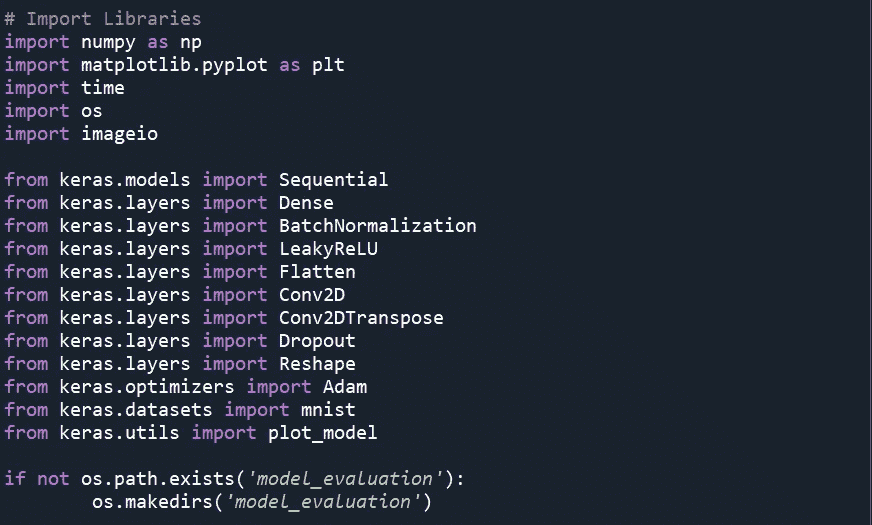 # Import Libraries
import numpy as np
import matplotlib.pyplot as plt
import time
import os
import imageio
from keras.models import Sequential
from keras.layers import Dense
from keras.layers import BatchNormalization
from keras.layers import LeakyReLU
from keras.layers import Flatten
from keras.layers import Conv2D
from keras.layers import Conv2DTranspose
from keras.layers import Dropout
from keras.layers import Reshape
from keras.optimizers import Adam
from keras.datasets import mnist
from keras.utils import plot_model
if not os.path.exists('model_evaluation'):
        os.makedirs('model_evaluation')